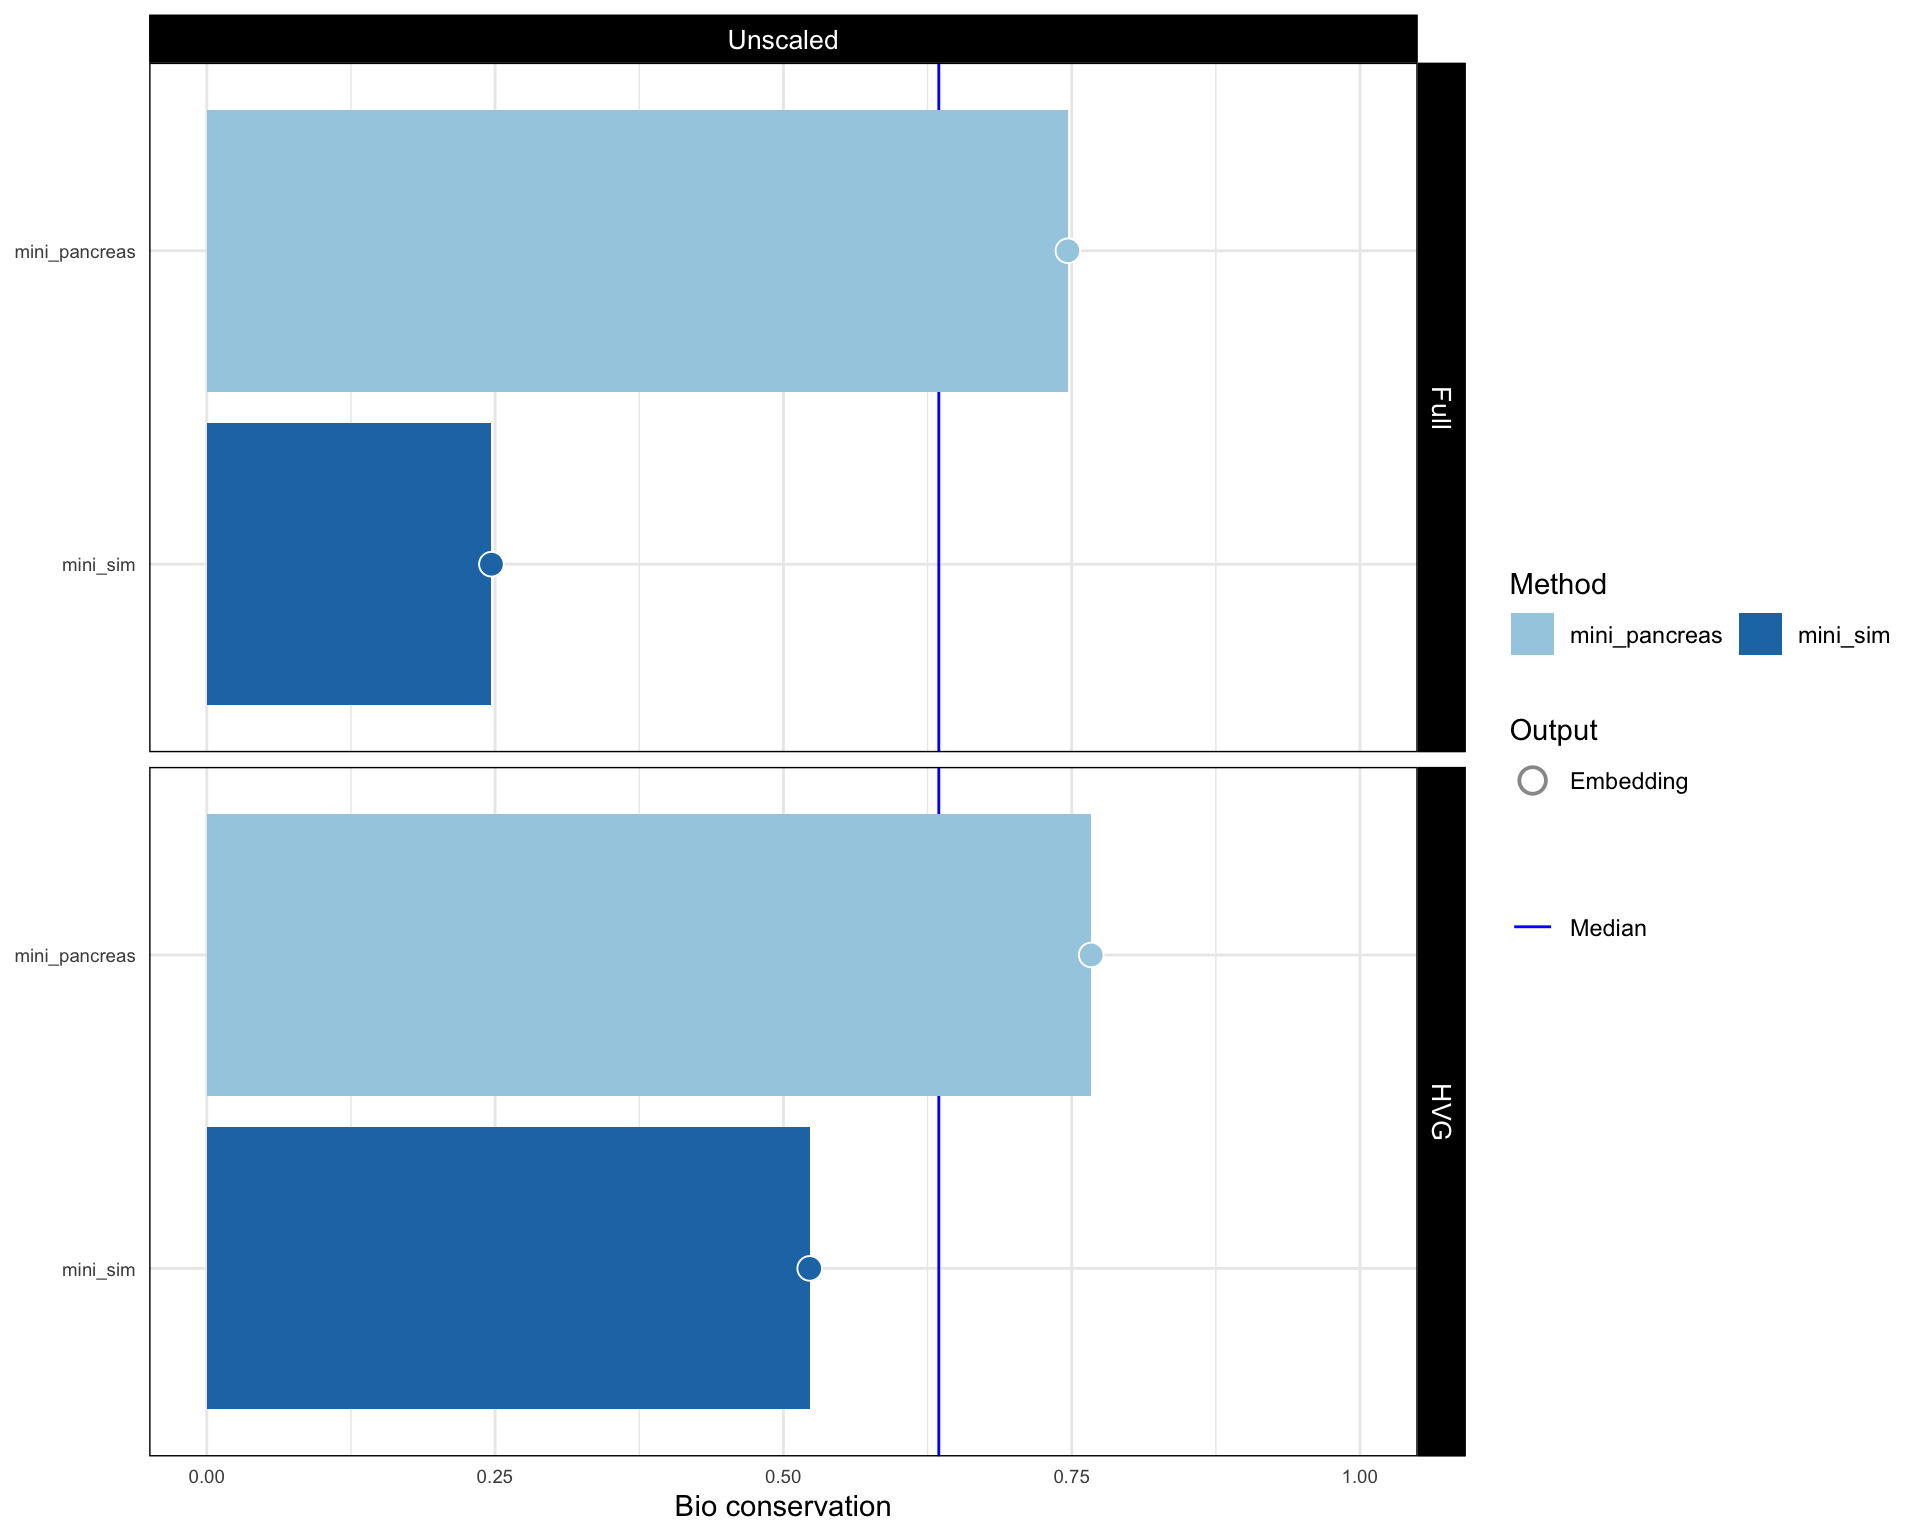 Unscaled
mini_pancreas
mini_sim
Full
mini_pancreas
mini_sim
HVG
0.00 0.25 0.50 0.75 1.00
Bio conservation
Method
mini_pancreas mini_sim
Output
Embedding
Median